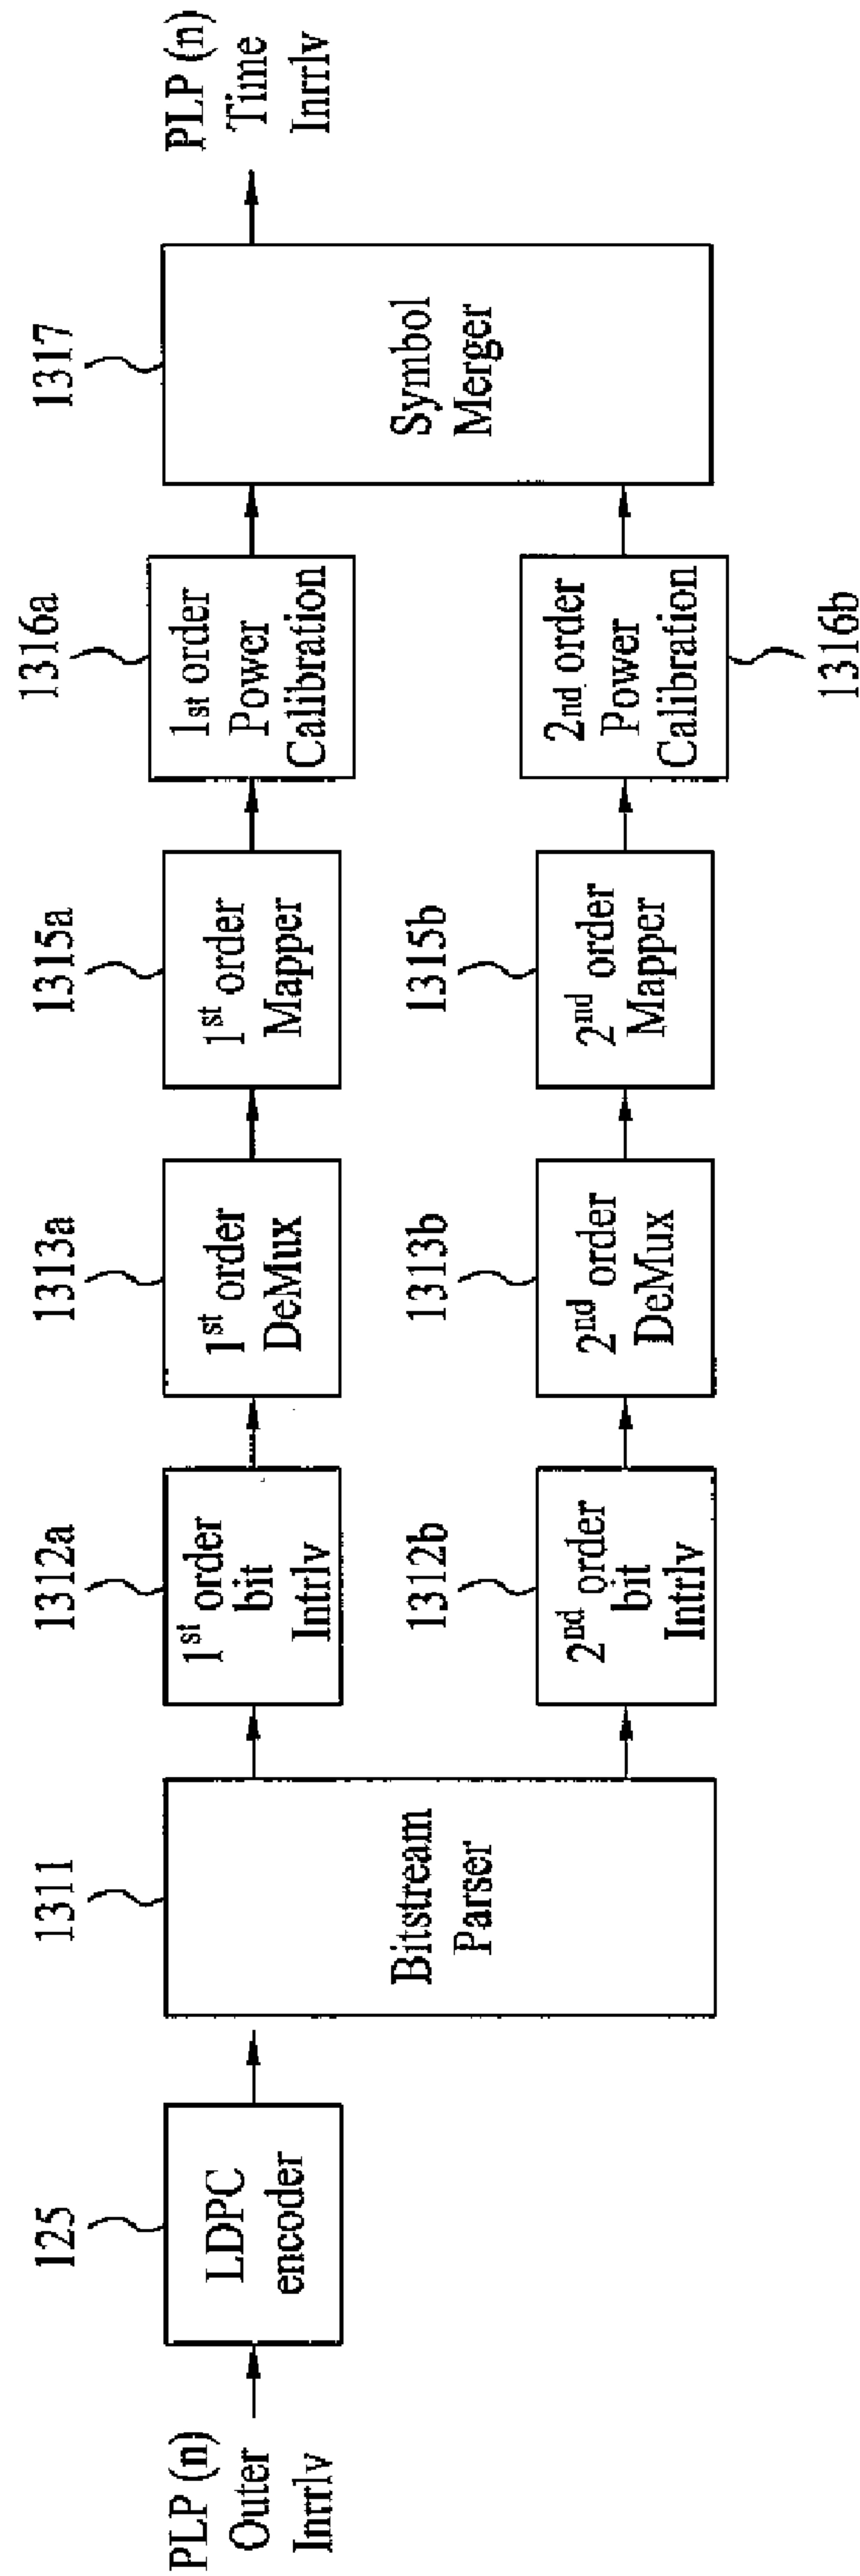 PLP (n)
Outer
Inrrlv
125
LDPC
encoder
1311
Bitstream
Parser
1312a
1st order
bit
Intrlv
1313a
1st order
DeMux
1315a
1st order
Mapper
1316a
1st order
Power
Calibration
1312b
2nd order
bit
Intrlv
1313b
2nd order
DeMux
1315b
2nd order
Mapper
2nd order
Power
Calibration
1316b
1317
Symbol
Merger
PLP (n)
Time
Inrrlv